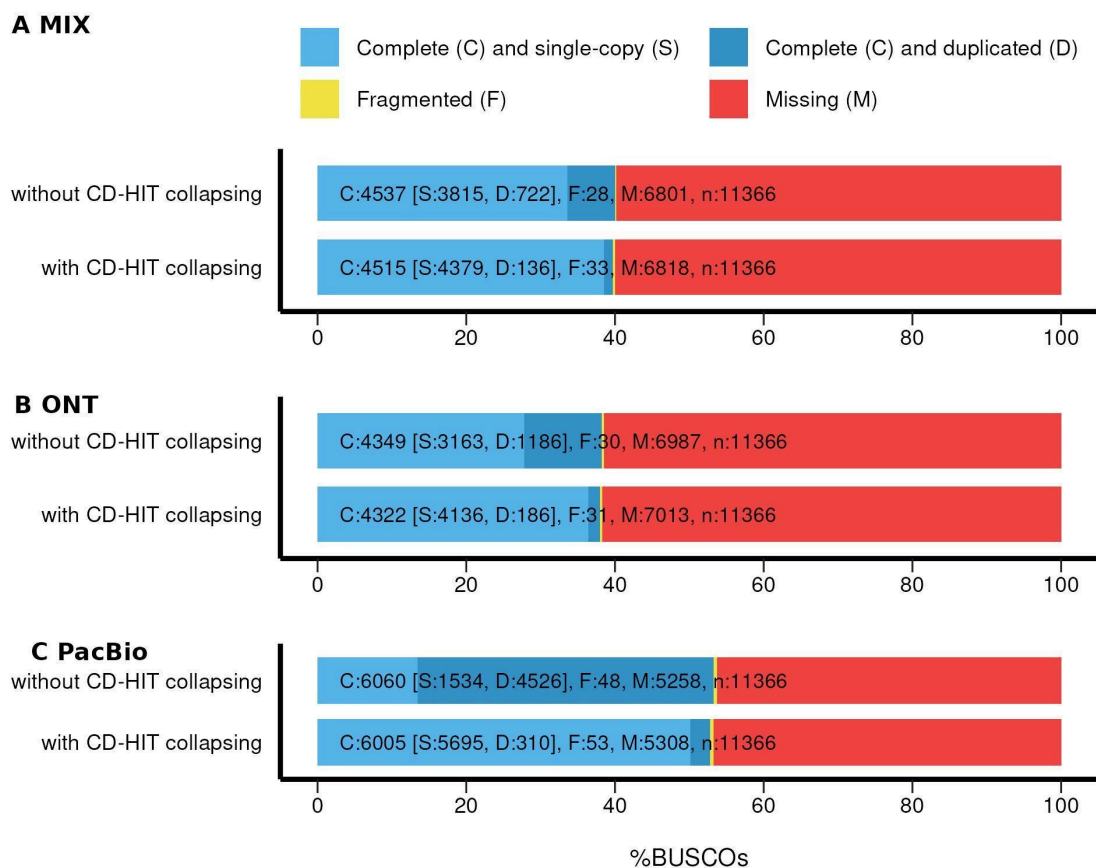 A MIX
Complete (C) and single-copy (S)
Complete (C) and duplicated (D)
Fragmented (F)
Missing (M)
without CD-HIT collapsing
C:4537 [S:3815, D:722], F:28, M:6801, n:11366
with CD-HIT collapsing
C:4515 [S:4379, D:136], F:33, M:6818, n:11366
0 20 40 60 80 100
B ONT
without CD-HIT collapsing
C:4349 [S:3163, D:1186], F:30, M:6987, n:11366
with CD-HIT collapsing
C:4322 [S:4136, D:186], F:31, M:7013, n:11366
0 20 40 60 80 100
C PacBio
without CD-HIT collapsing
C:6060 [S:1534, D:4526], F:48, M:5258, n:11366
with CD-HIT collapsing
C:6005 [S:5695, D:310], F:53, M:5308, n:11366
0 20 40 60 80 100
%BUSCOs